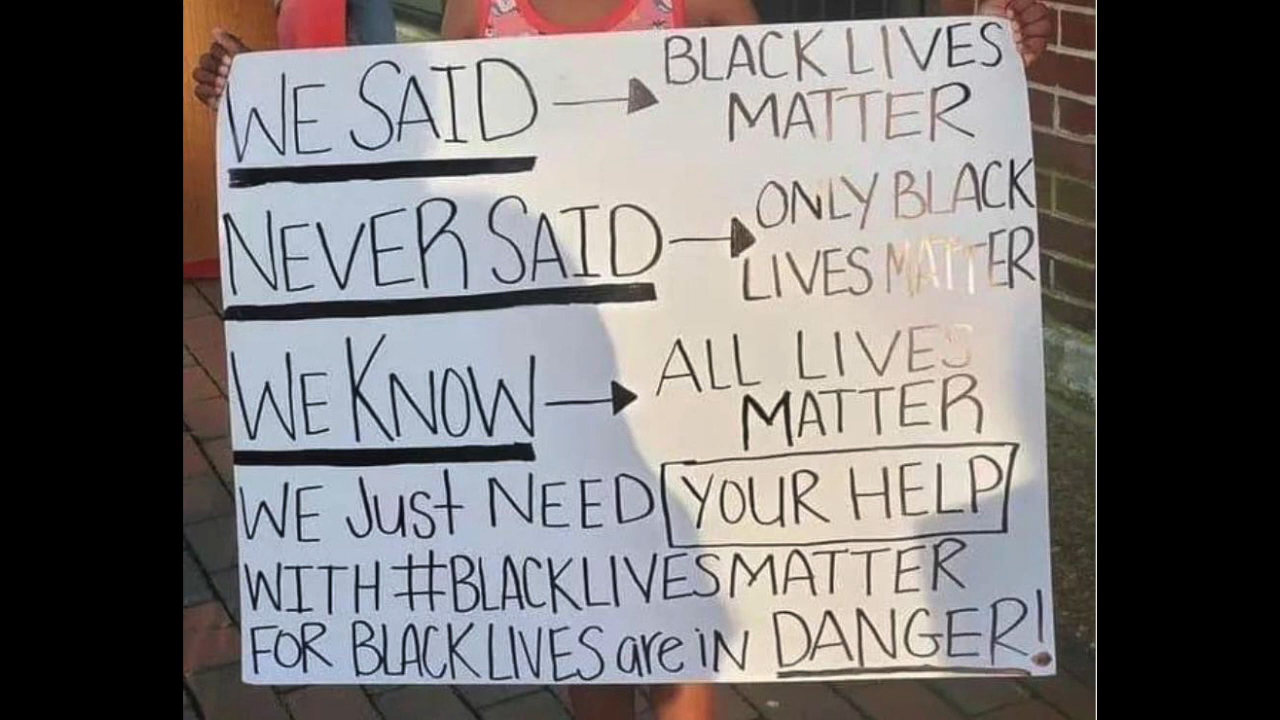 WE SAID → BLACK LIVES
MATTER
NEVER SAID → ONLY BLACK
LIVES MATTER
WE KNOW → ALL LIVES
MATTER
WE JUST NEED YOUR HELP
WITH #BLACKLIVESMATTER
FOR BLACK LIVES are iN DANGER!